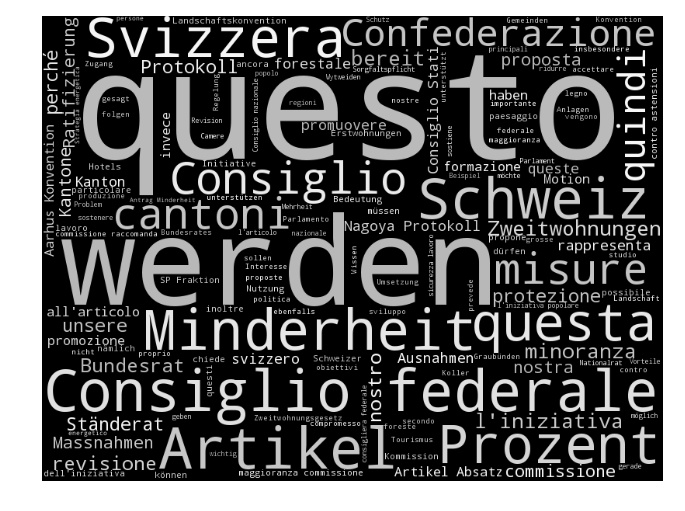 persone
Landschaftskonvention
Schutz
Gemeinden
Konvention
Svizzera
Confederazione
principali
insbesondere
Zugang
ancora
forestale
bereit
proposta
Protokoll
popolo
Sorgfaltspflicht
ridurre
accettare
perché
Ratifizierung
strategia energetica
gesagt
folgen
invece
Revision
Camere
Regelung
Consiglio nazionale
regioni
nostre
promuovere
Erstwohnungen
Consiglio Stati
unterstützt
sostiene
haben
legno
importante
Anlagen
paesaggio
vengono
federale
maggioranza
quindi
contro astensioni
questo
Aarhus Konvention
Kantone
Hotels
Initiative
formazione
queste
Parlament
Beispiel
möchte
Motion
Kanton
particolare
unterstützen
Bedeutung
Consiglio
Schweiz
produzione
Antrag Minderheit
Mehrheit
müssen
Problem
Parlamento
sostenere
cantoni
Nagoya Protokoll
Zweitwohnungen
lavoro
Bundesrates
l'articolo
propone
grosse
commissione raccomanda
nazionale
rappresenta
dürfen
studio
werden
sollen
Wissen
SP Fraktion
Interesse
Umsetzung
sicurezza lavoro
proposte
Nutzung
prevede
misure
protezione
possibile
Landschaft
politica
l'iniziativa popolare
all'articolo
inoltre
ebenfalls
sviluppo
unsere
Minderheit
questa
promozione
nicht
nämlich
proprio
chiede
svizzero
Schweizer
obiettivi
nostro
Ausnahmen
Graubünden
minoranza
Nationalrat
Vorteile
contro
Bundesrat
questi
Koller
nostra
Consiglio federale
Ständerat
geben
Zweitwohnungsgesetz
compromesso
consigliera federale
secondo
foreste
l'iniziativa
möglich
energetico
Massnahmen
Artikel
Tourismus
Prozent
revisione
wichtig
Kommission
gerade
dell'iniziativa
können
maggioranza commissione
Artikel Absatz
commissione